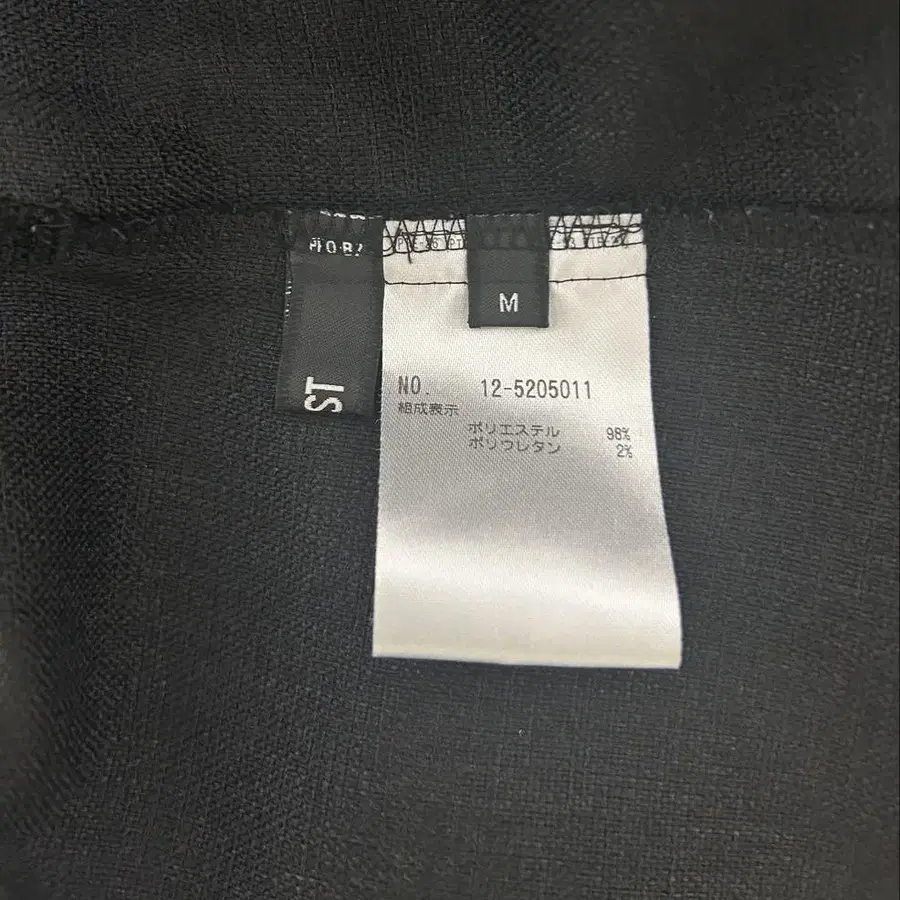 M
ST
NO. 12-5205011
組成表示
ポリエステル 98%
ポリウレタン 2%